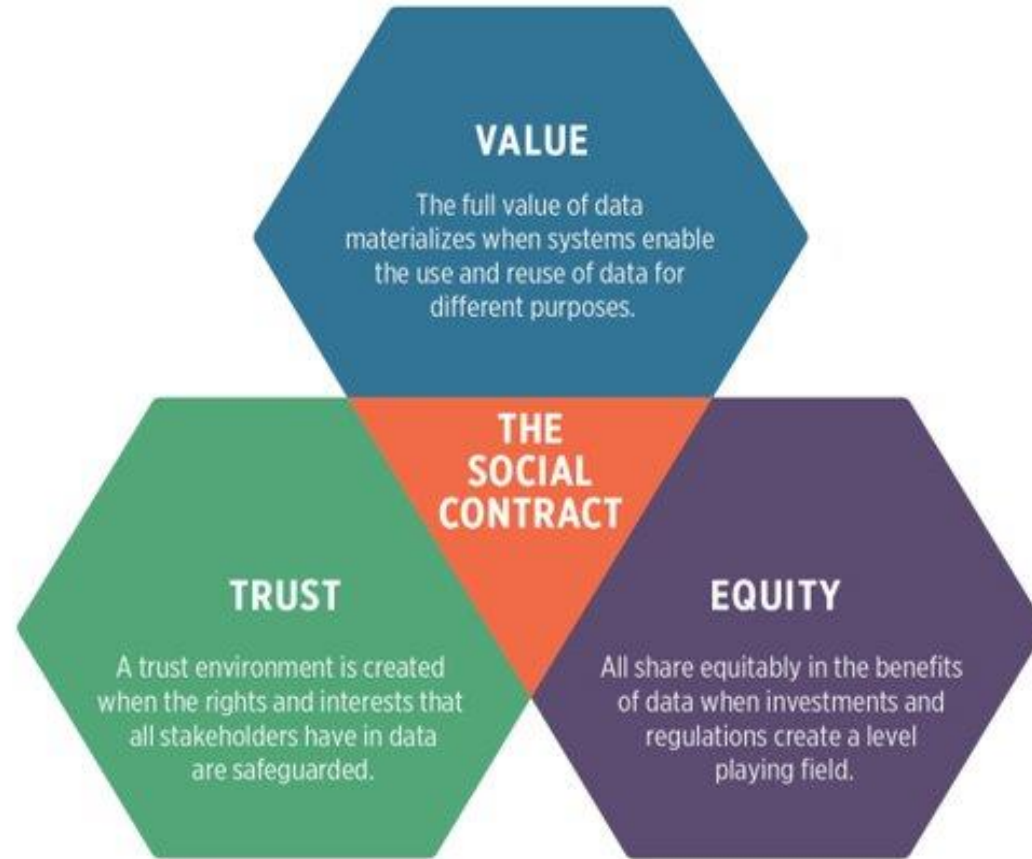 VALUE
The full value of data
materializes when systems enable
the use and reuse of data for
different purposes.
THE
SOCIAL
CONTRACT
TRUST
A trust environment is created
when the rights and interests that
all stakeholders have in data
are safeguarded.
EQUITY
All share equitably in the benefits
of data when investments and
regulations create a level
playing field.